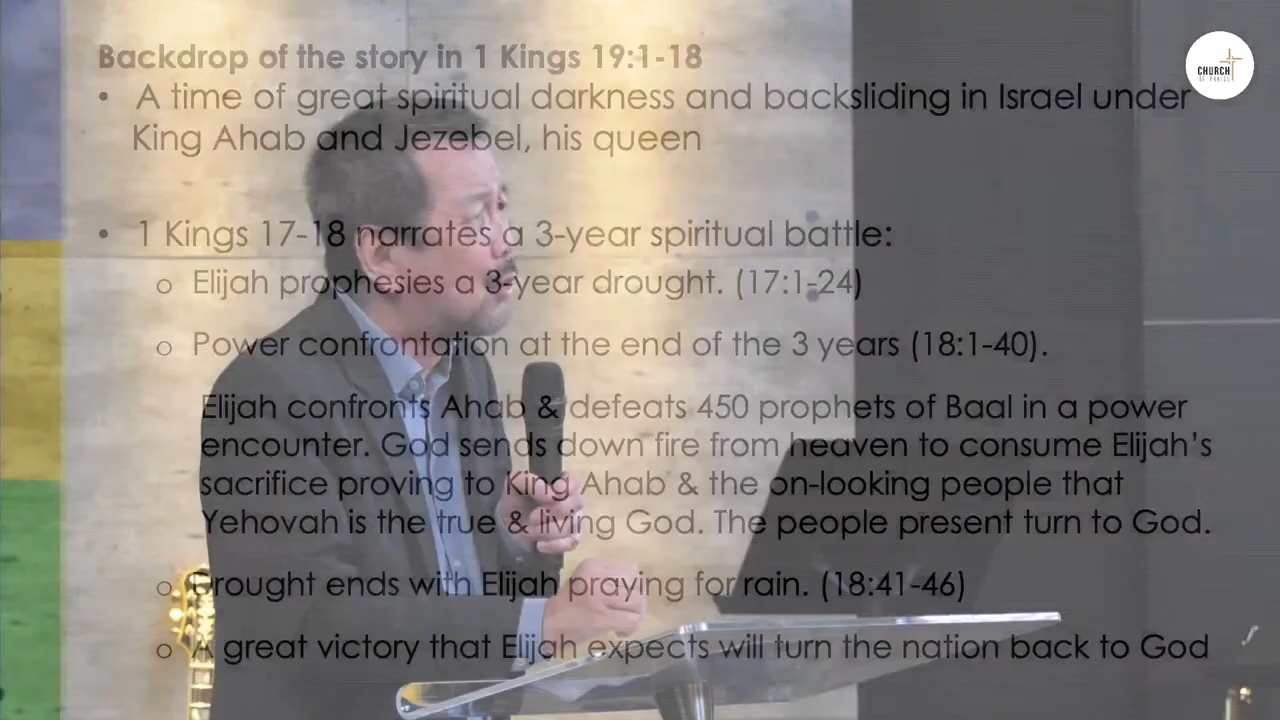 Backdrop of the story in 1 Kings 19:1-18
• A time of great spiritual darkness and backsliding in Israel under
King Ahab and Jezebel, his queen
• 1 Kings 17-18 narrates a 3-year spiritual battle:
o Elijah prophesies a 3-year drought. (17:1-24)
o Power confrontation at the end of the 3 years (18:1-40).
Elijah confronts Ahab & defeats 450 prophets of Baal in a power
encounter. God sends down fire from heaven to consume Elijah’s
sacrifice proving to King Ahab & the on-looking people that
Yehovah is the true & living God. The people present turn to God.
o Drought ends with Elijah praying for rain. (18:41-46)
o A great victory that Elijah expects will turn the nation back to God
CHURCH
OF PRAISE